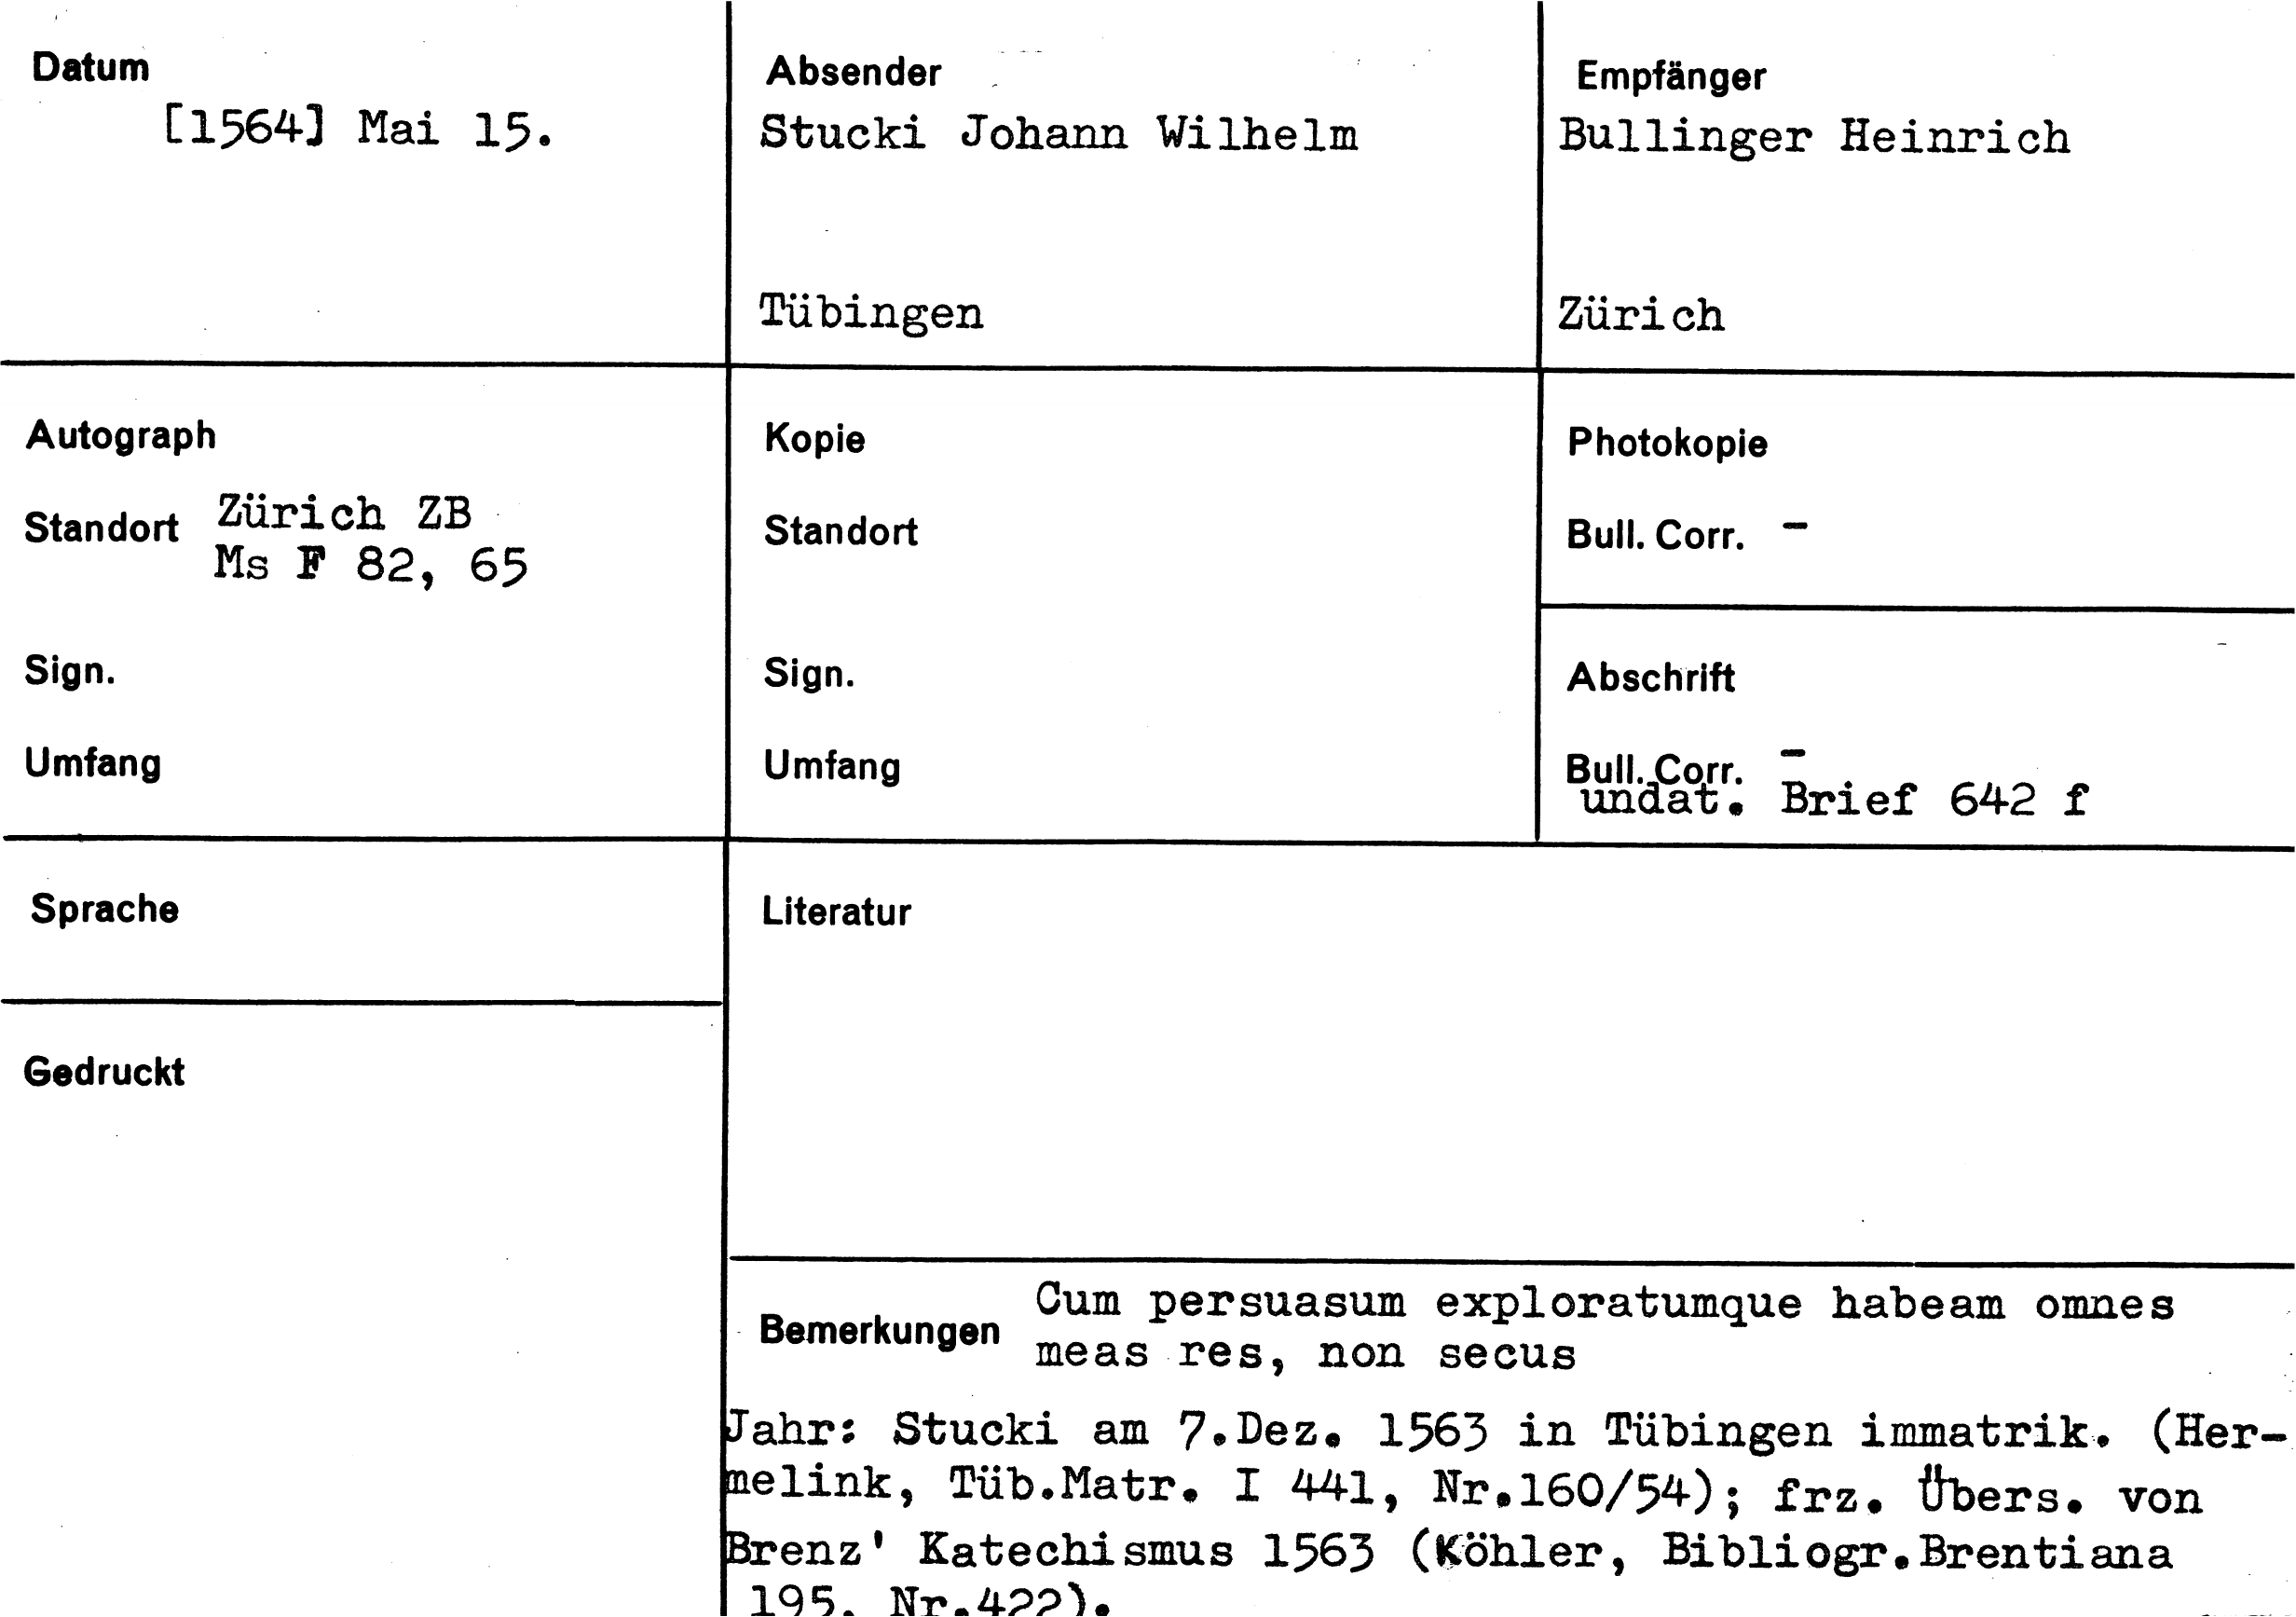 Datum
[1564] Mai 15.
Absender
Stucki Johann Wilhelm
Tübingen
Empfänger
Bullinger Heinrich
Zürich
Autograph
Standort Zürich ZB
Ms F 82, 65
Sign.
Umfang
Kopie
Standort
Sign.
Umfang
Photokopie
Bull. Corr. -
Abschrift
Bull. Corr. -
undat. Brief 642 f
Sprache
Gedruckt
Literatur
Bemerkungen Cum persuasum exploratumque habeam omnes
meas res, non secus
Jahr: Stucki am 7.Dez. 1563 in Tübingen immatrik. (Her-
melink, Tüb.Matr. I 441, Nr.160/54); frz. Übers. von
Brenz' Katechismus 1563 (Köhler, Bibliogr.Brentiana
195, Nr.422).